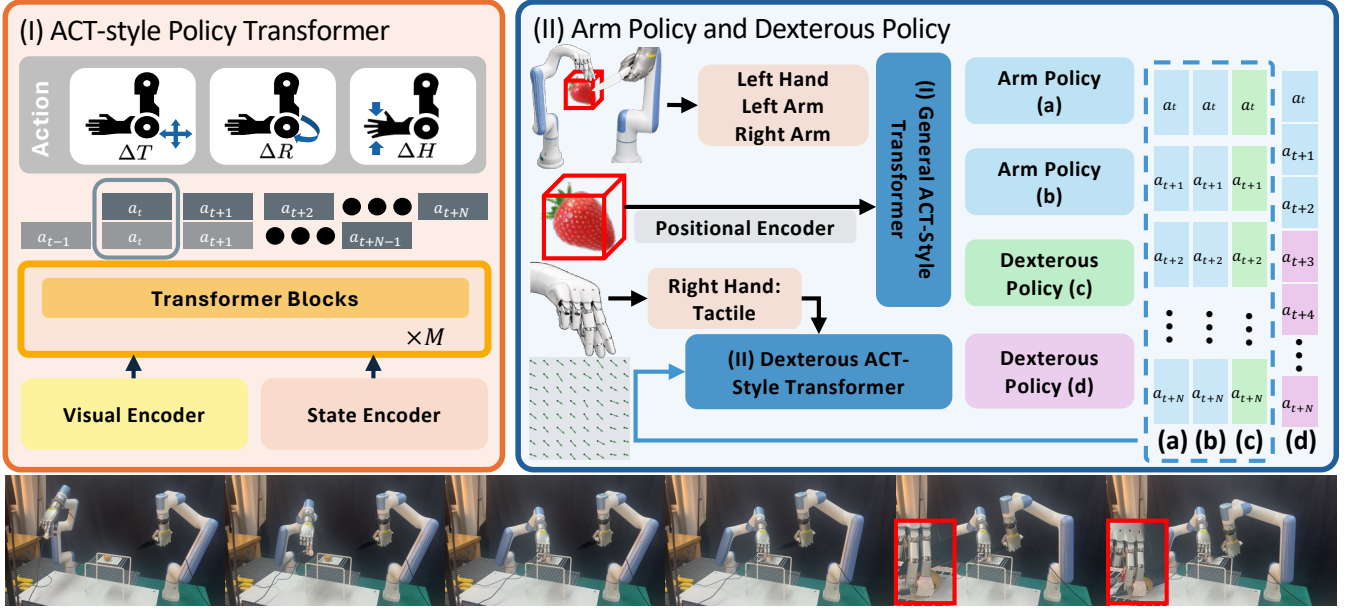 (I) ACT-style Policy Transformer
Action
ΔT
ΔR
ΔH
a_t
a_{t+1}
a_{t+2}
a_{t+N}
a_{t-1}
a_t
a_{t+1}
a_{t+N-1}
Transformer Blocks
×M
Visual Encoder
State Encoder
(II) Arm Policy and Dexterous Policy
Left Hand
Left Arm
Right Arm
Positional Encoder
Right Hand:
Tactile
(I) General ACT-Style
Transformer
(II) Dexterous ACT-
Style Transformer
Arm Policy
(a)
Arm Policy
(b)
Dexterous
Policy (c)
Dexterous
Policy (d)
a_t a_t a_t
a_{t+1} a_{t+1} a_{t+1}
a_{t+2} a_{t+2} a_{t+2}
a_{t+N} a_{t+N} a_{t+N}
(a) (b) (c)
a_t
a_{t+1}
a_{t+2}
a_{t+3}
a_{t+4}
a_{t+N}
(d)